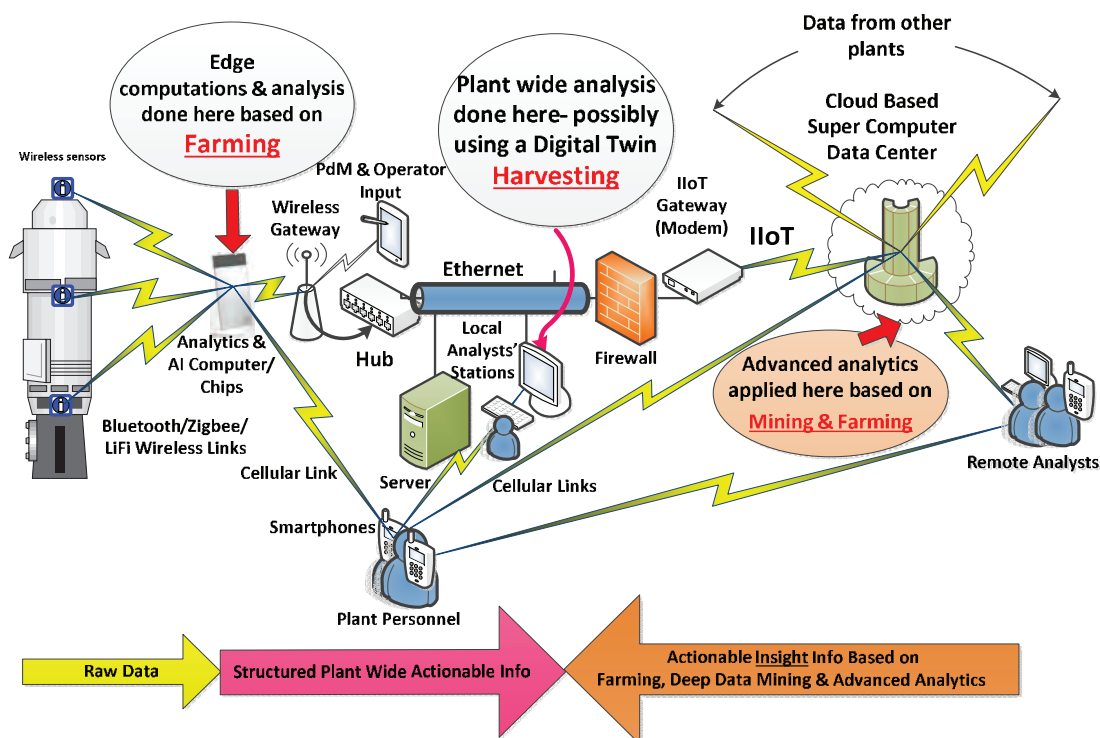 Data from other
plants
Edge
computations & analysis
done here based on
Farming
Plant wide analysis
done here- possibly
using a Digital Twin
Harvesting
Cloud Based
Super Computer
Data Center
Wireless sensors
PdM & Operator
Input
Wireless
Gateway
IIoT
Gateway
(Modem)
IIoT
Ethernet
Hub
Local
Analysts'
Stations
Firewall
Analytics &
AI Computer/
Chips
Advanced analytics
applied here based on
Mining & Farming
Bluetooth/Zigbee/
LiFi Wireless Links
Cellular Link
Server
Cellular Links
Remote Analysts
Smartphones
Plant Personnel
Raw Data
Structured Plant Wide Actionable Info
Actionable Insight Info Based on
Farming, Deep Data Mining & Advanced Analytics